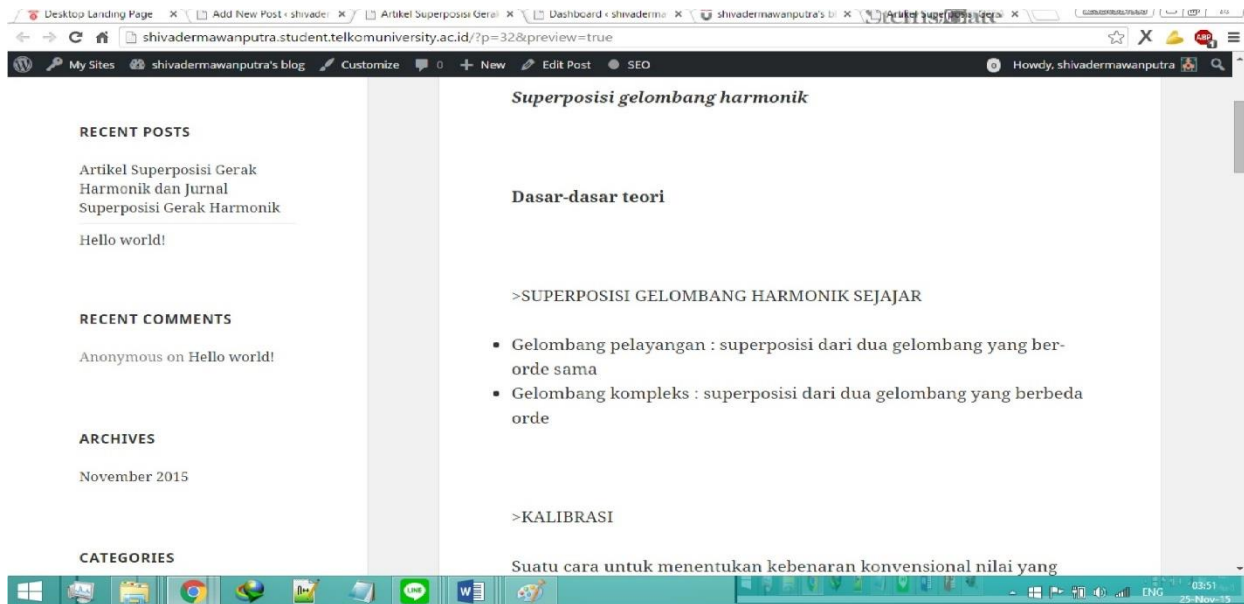 Desktop Landing Page
Add New Post ‹ shivader
Artikel Superposisi Geral
Dashboard ‹ shivaderma
shivadermawanputra's bl
shivadermawanputra.student.telkomuniversity.ac.id/?p=32&preview=true
ABP
My Sites shivadermawanputra's blog Customize 0 New Edit Post SEO Howdy, shivadermawanputra
RECENT POSTS
Artikel Superposisi Gerak
Harmonik dan Jurnal
Superposisi Gerak Harmonik
Hello world!
RECENT COMMENTS
Anonymous on Hello world!
ARCHIVES
November 2015
CATEGORIES
Superposisi gelombang harmonik
Dasar-dasar teori
>SUPERPOSISI GELOMBANG HARMONIK SEJAJAR
• Gelombang pelayangan : superposisi dari dua gelombang yang ber-
orde sama
• Gelombang kompleks : superposisi dari dua gelombang yang berbeda
orde
>KALIBRASI
Suatu cara untuk menentukan kebenaran konvensional nilai yang
LINE
ENG
03:51
25-Nov-15